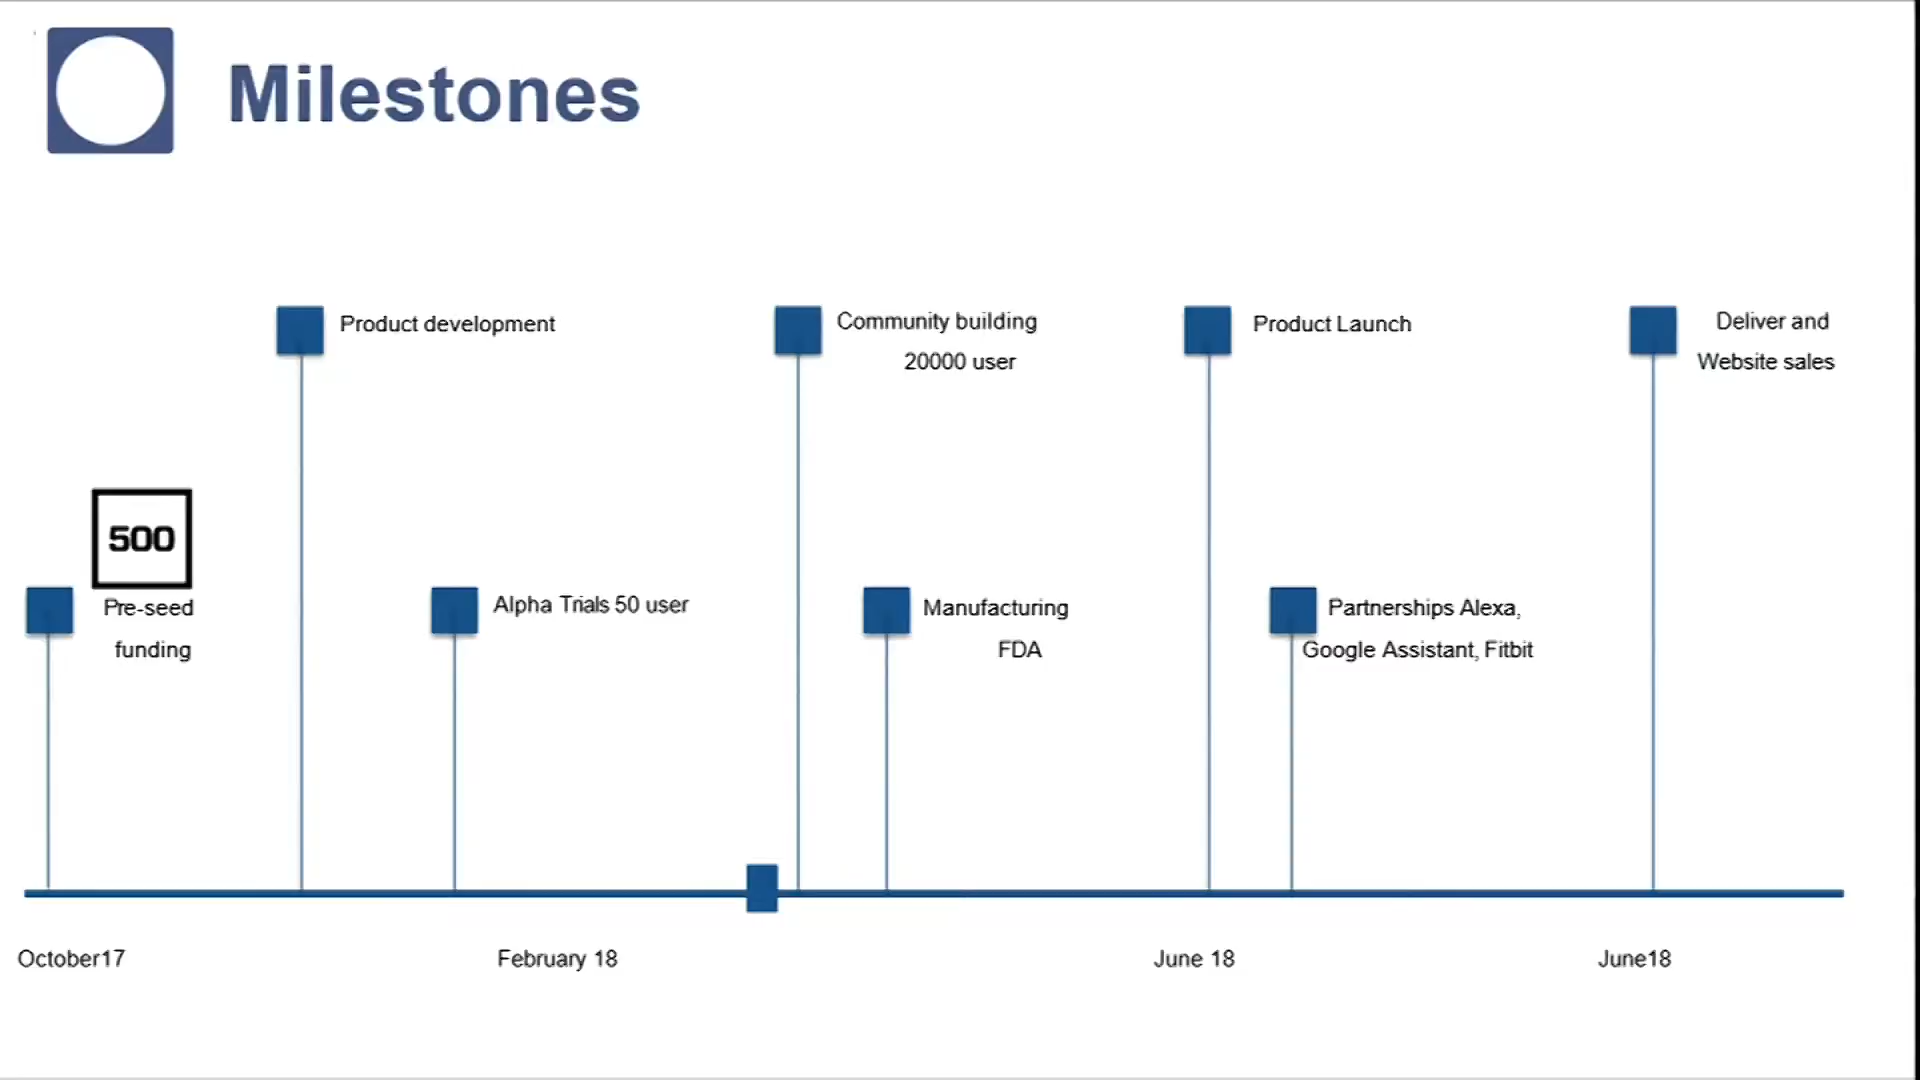 Milestones
Product development
Community building
20000 user
Product Launch
Deliver and
Website sales
500
Pre-seed
funding
Alpha Trials 50 user
Manufacturing
FDA
Partnerships Alexa,
Google Assistant, Fitbit
October17
February 18
June 18
June18